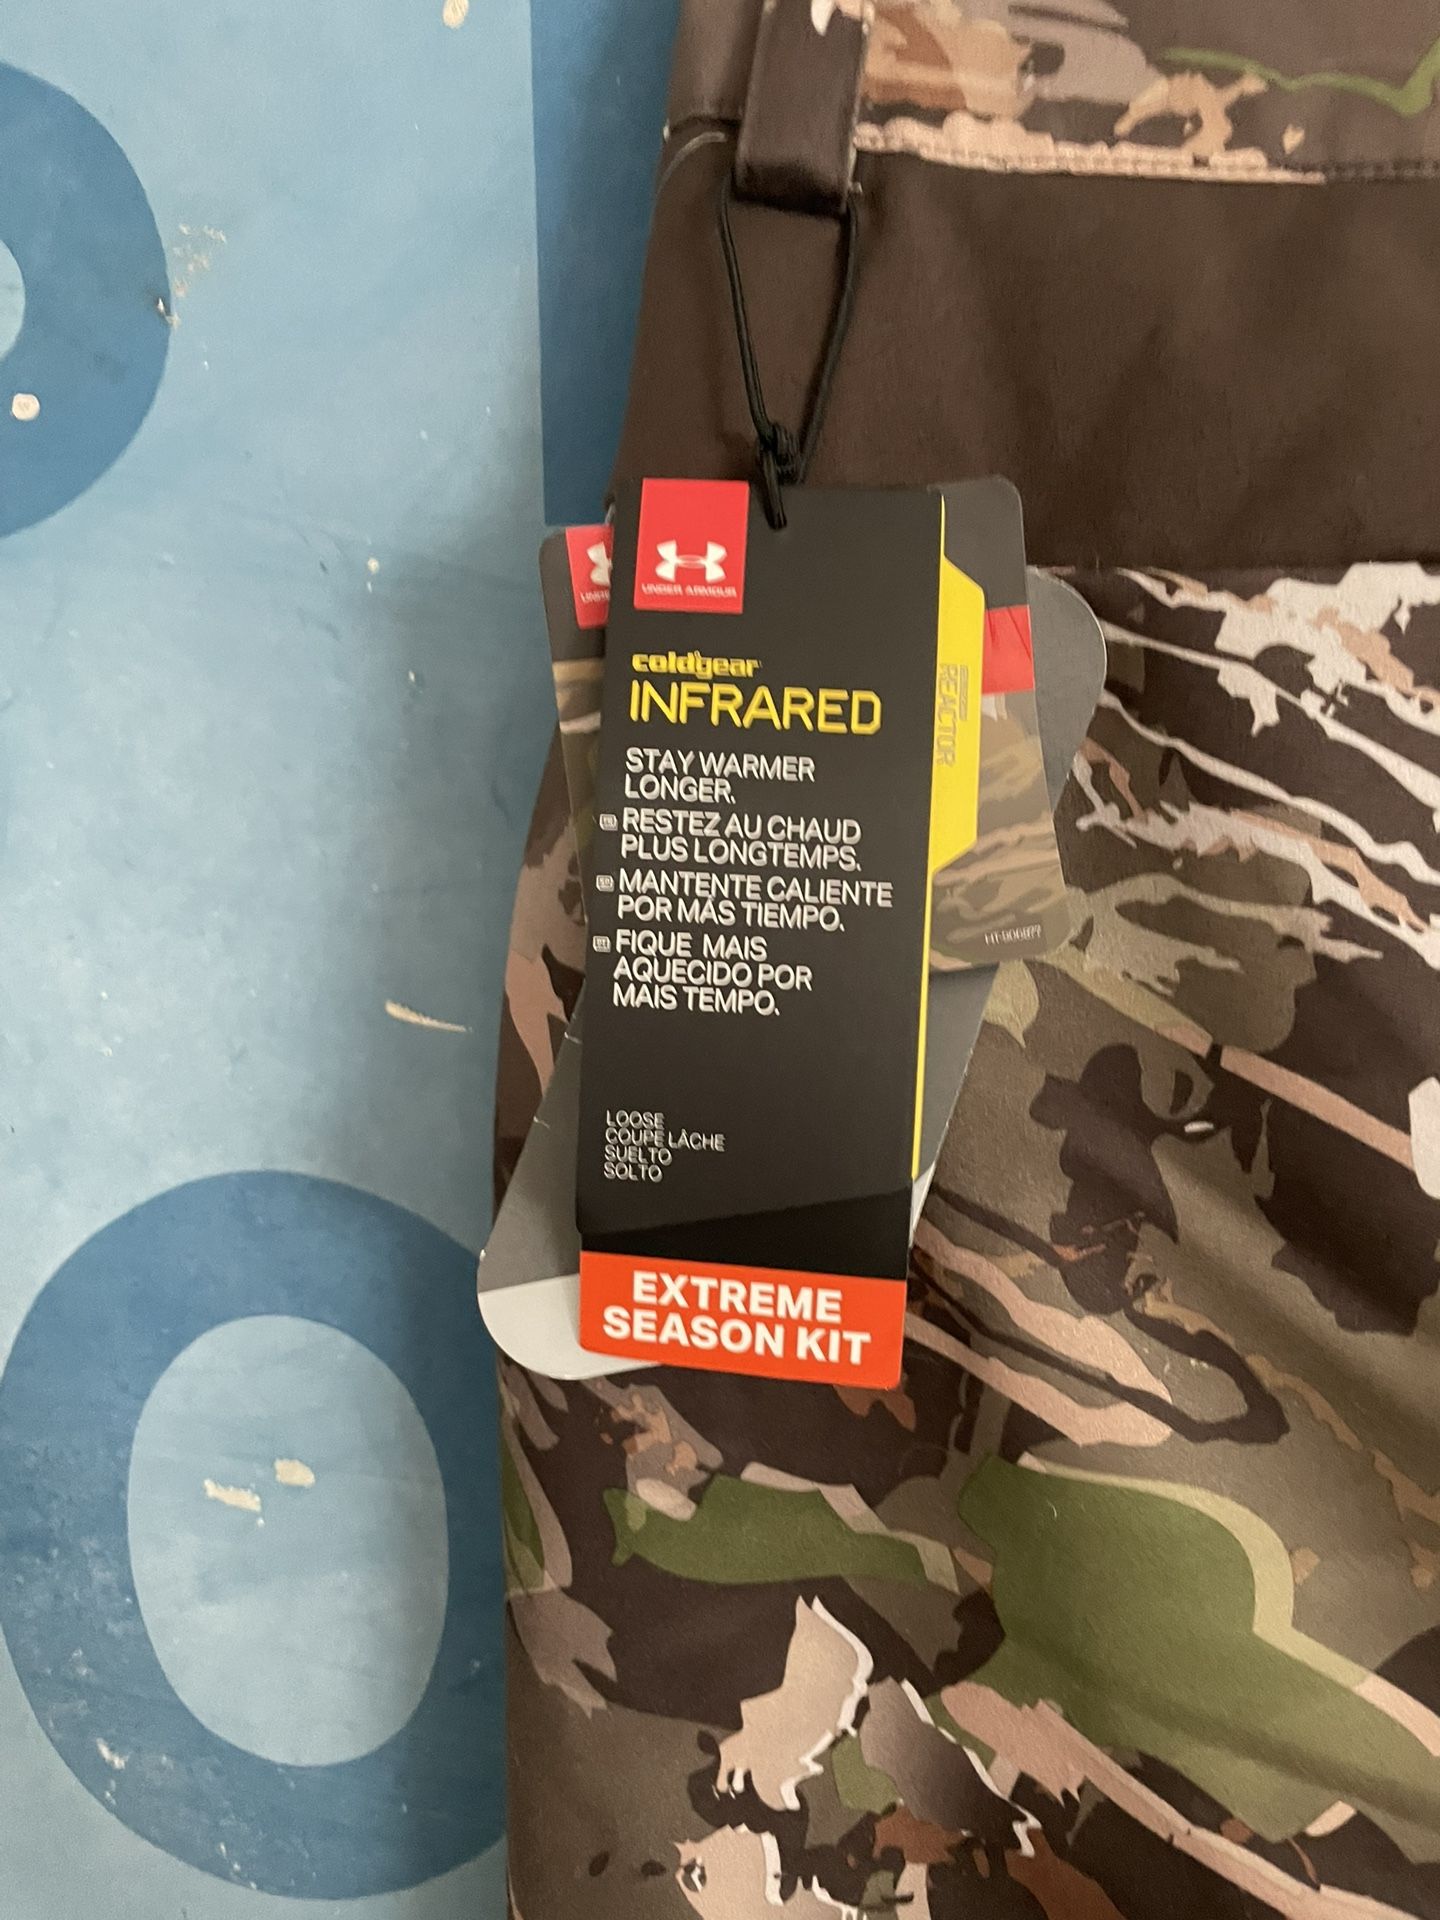 UNDER ARMOUR
coldgear
INFRARED
STAY WARMER
LONGER.
FR RESTEZ AU CHAUD
PLUS LONGTEMPS.
MANTENTE CALIENTE
POR MÁS TIEMPO.
FIQUE MAIS
AQUECIDO POR
MAIS TEMPO.
LOOSE
COUPE LÂCHE
SUELTO
SOLTO
EXTREME
SEASON KIT
REACTOR